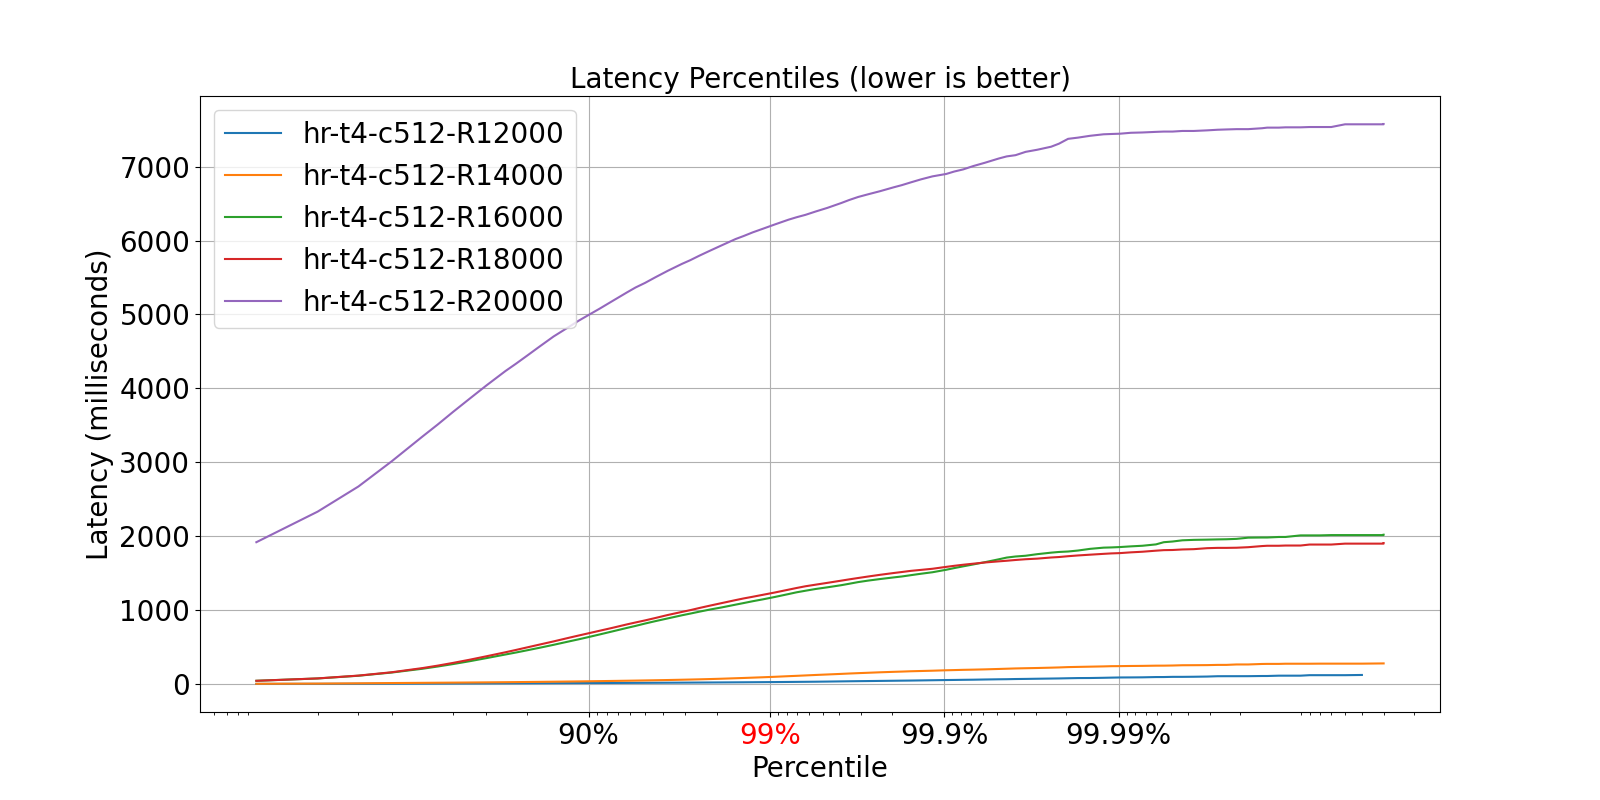 Latency Percentiles (lower is better)
hr-t4-c512-R12000
hr-t4-c512-R14000
hr-t4-c512-R16000
hr-t4-c512-R18000
hr-t4-c512-R20000
7000
6000
5000
4000
3000
2000
1000
0
Latency (milliseconds)
90% 99% 99.9% 99.99%
Percentile